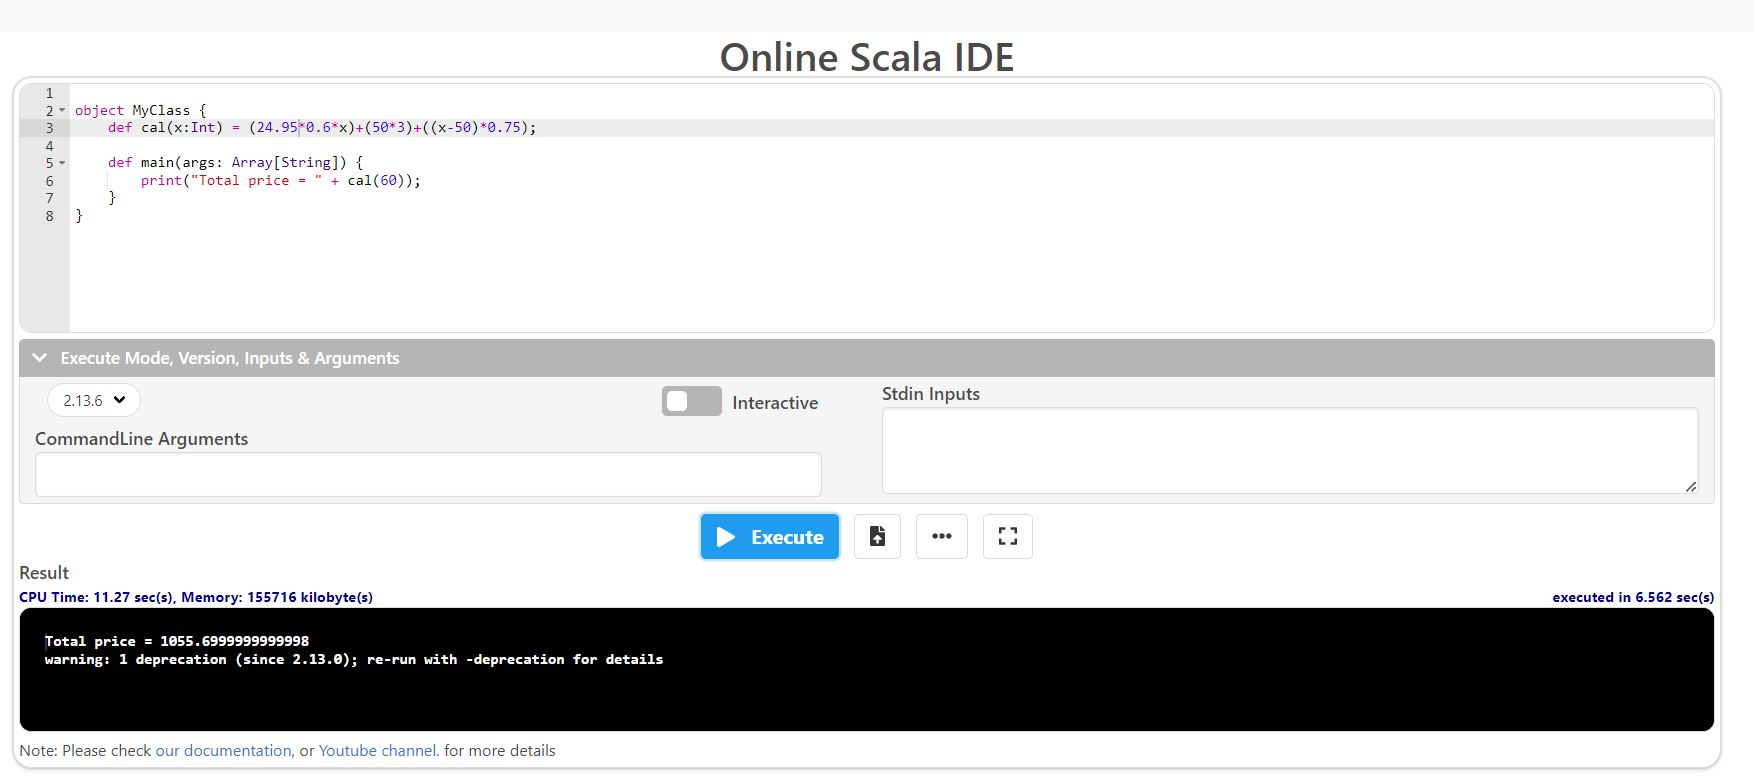 Online Scala IDE
1
2 object MyClass {
3 def cal(x:Int) = (24.95*0.6*x)+(50*3)+((x-50)*0.75);
4
5 def main(args: Array[String]) {
6 print("Total price = " + cal(60));
7 }
8 }
Execute Mode, Version, Inputs & Arguments
2.13.6
Interactive
Stdin Inputs
CommandLine Arguments
Execute
Result
CPU Time: 11.27 sec(s), Memory: 155716 kilobyte(s)
executed in 6.562 sec(s)
Total price = 1055.6999999999998
warning: 1 deprecation (since 2.13.0); re-run with -deprecation for details
Note: Please check our documentation, or Youtube channel. for more details